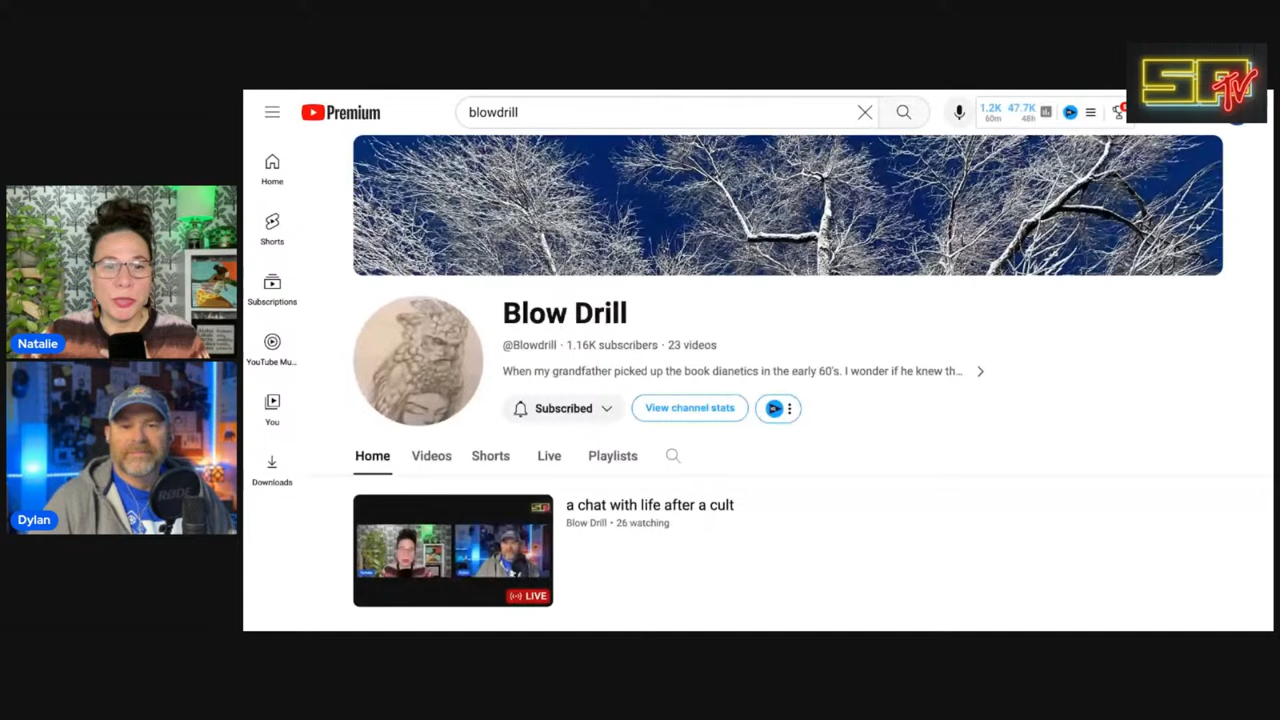 SPTV
Premium
blowdrill
1.2K 47.7K
60m 48h
Home
Shorts
Subscriptions
YouTube Mu...
You
Downloads
Blow Drill
@Blowdrill · 1.16K subscribers · 23 videos
When my grandfather picked up the book dianetics in the early 60's. I wonder if he knew th...
Subscribed
View channel stats
Home Videos Shorts Live Playlists
a chat with life after a cult
Blow Drill • 26 watching
LIVE
Natalie
RØDE
Dylan